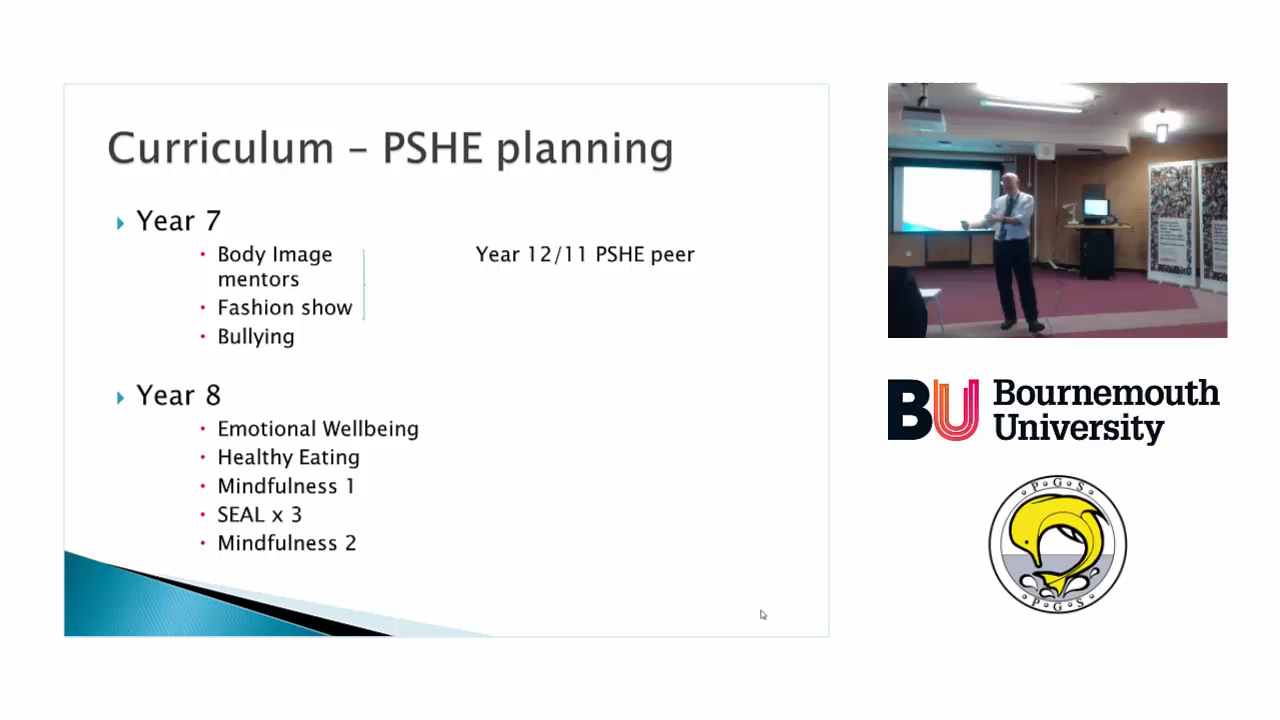 Curriculum – PSHE planning
Year 7
Body Image Year 12/11 PSHE peer
mentors
Fashion show
Bullying
Year 8
Emotional Wellbeing
Healthy Eating
Mindfulness 1
SEAL x 3
Mindfulness 2
BU Bournemouth
University
P.G.S
P.G.S